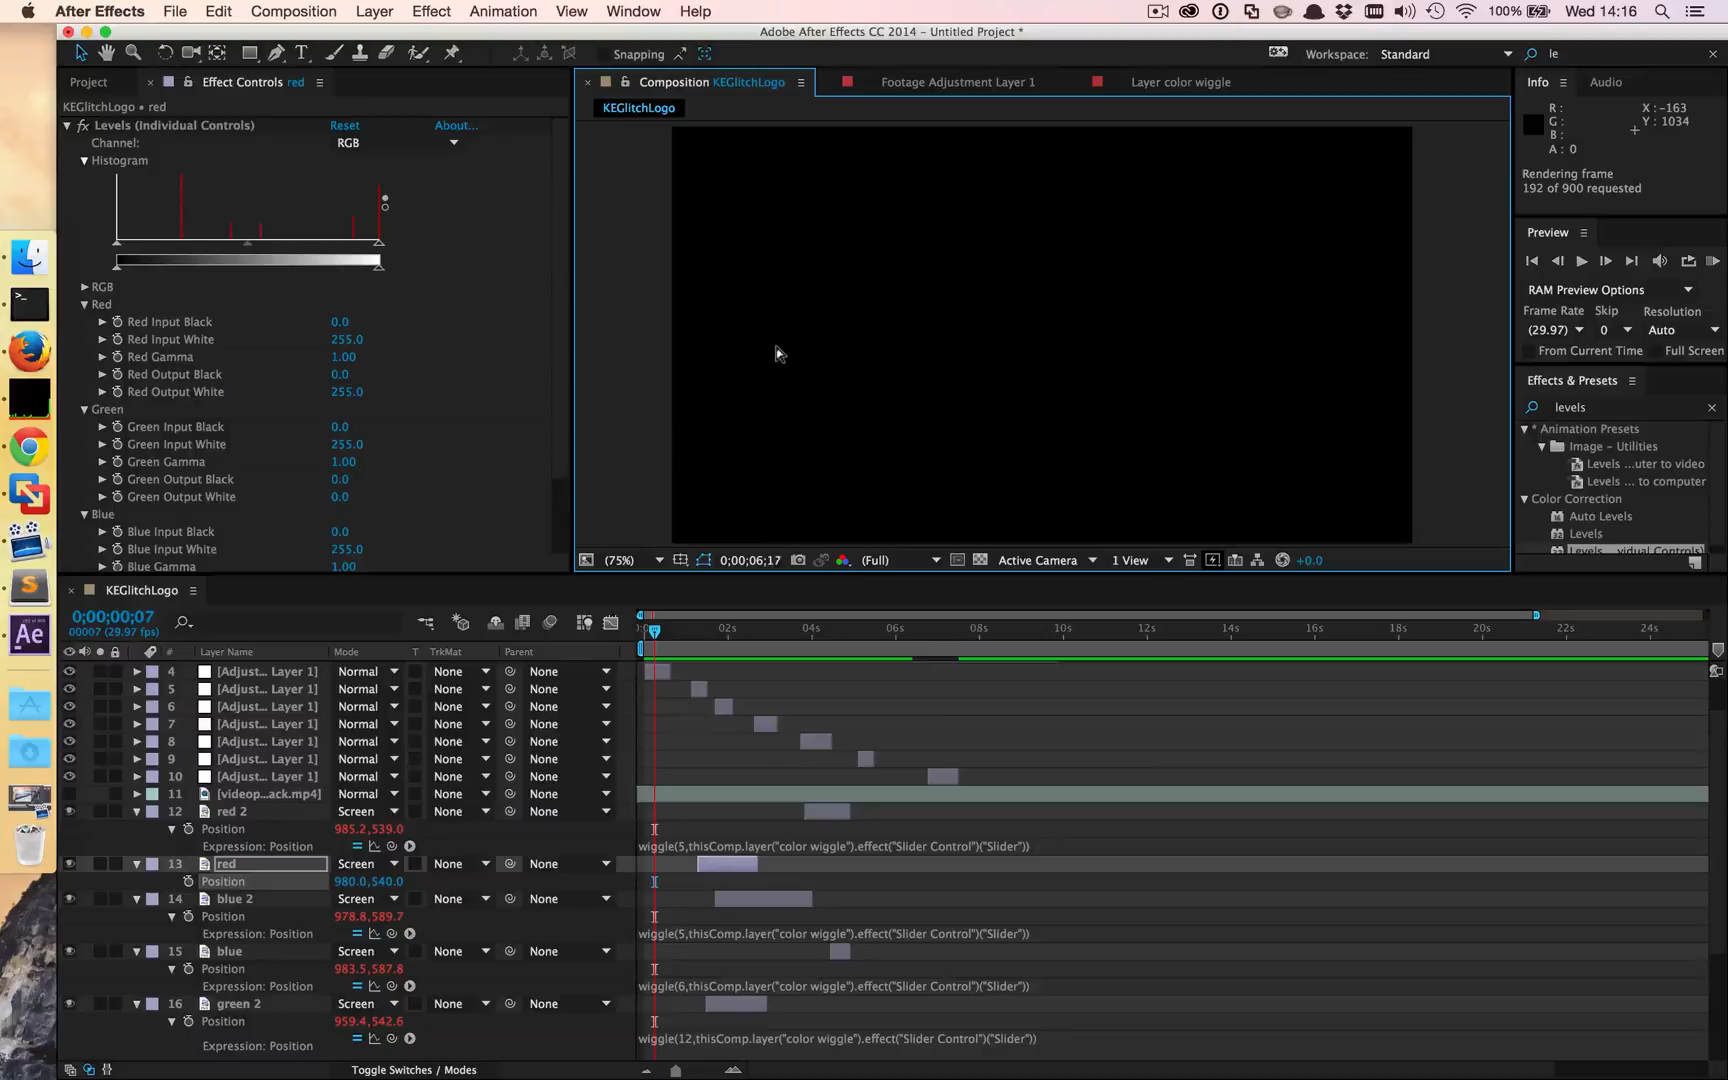 After Effects File Edit Composition Layer Effect Animation View Window Help 100% Wed 14:16
Adobe After Effects CC 2014 - Untitled Project *
Snapping Workspace: Standard le
Project Effect Controls red Composition KEGlitchLogo Footage Adjustment Layer 1 Layer color wiggle Info Audio
KEGlitchLogo • red
KEGlitchLogo
fx Levels (Individual Controls) Reset About...
Channel: RGB
Histogram
R :
G :
B :
A : 0
X : -163
Y : 1034
Rendering frame
192 of 900 requested
Preview
RAM Preview Options
Frame Rate Skip Resolution
(29.97) 0 Auto
From Current Time Full Screen
Effects & Presets
levels
* Animation Presets
Image - Utilities
Levels ...uter to video
Levels ... to computer
Color Correction
Auto Levels
Levels
Levels ...vidual Controls)
RGB
Red
Red Input Black 0.0
Red Input White 255.0
Red Gamma 1.00
Red Output Black 0.0
Red Output White 255.0
Green
Green Input Black 0.0
Green Input White 255.0
Green Gamma 1.00
Green Output Black 0.0
Green Output White 0.0
Blue
Blue Input Black 0.0
Blue Input White 255.0
Blue Gamma 1.00
(75%) 0;00;06;17 (Full) Active Camera 1 View +0.0
KEGlitchLogo
0;00;00;07
00007 (29.97 fps)
02s 04s 06s 08s 10s 12s 14s 16s 18s 20s 22s 24s
# Layer Name Mode T TrkMat Parent
4 [Adjust... Layer 1] Normal None None
5 [Adjust... Layer 1] Normal None None
6 [Adjust... Layer 1] Normal None None
7 [Adjust... Layer 1] Normal None None
8 [Adjust... Layer 1] Normal None None
9 [Adjust... Layer 1] Normal None None
10 [Adjust... Layer 1] Normal None None
11 [videop...ack.mp4] Normal None None
12 red 2 Screen None None
Position 985.2,539.0
Expression: Position wiggle(5,thisComp.layer("color wiggle").effect("Slider Control")("Slider"))
13 red Screen None None
Position 980.0,540.0
14 blue 2 Screen None None
Position 978.8,589.7
Expression: Position wiggle(5,thisComp.layer("color wiggle").effect("Slider Control")("Slider"))
15 blue Screen None None
Position 983.5,587.8
Expression: Position wiggle(6,thisComp.layer("color wiggle").effect("Slider Control")("Slider"))
16 green 2 Screen None None
Position 959.4,542.6
Expression: Position wiggle(12,thisComp.layer("color wiggle").effect("Slider Control")("Slider"))
Toggle Switches / Modes